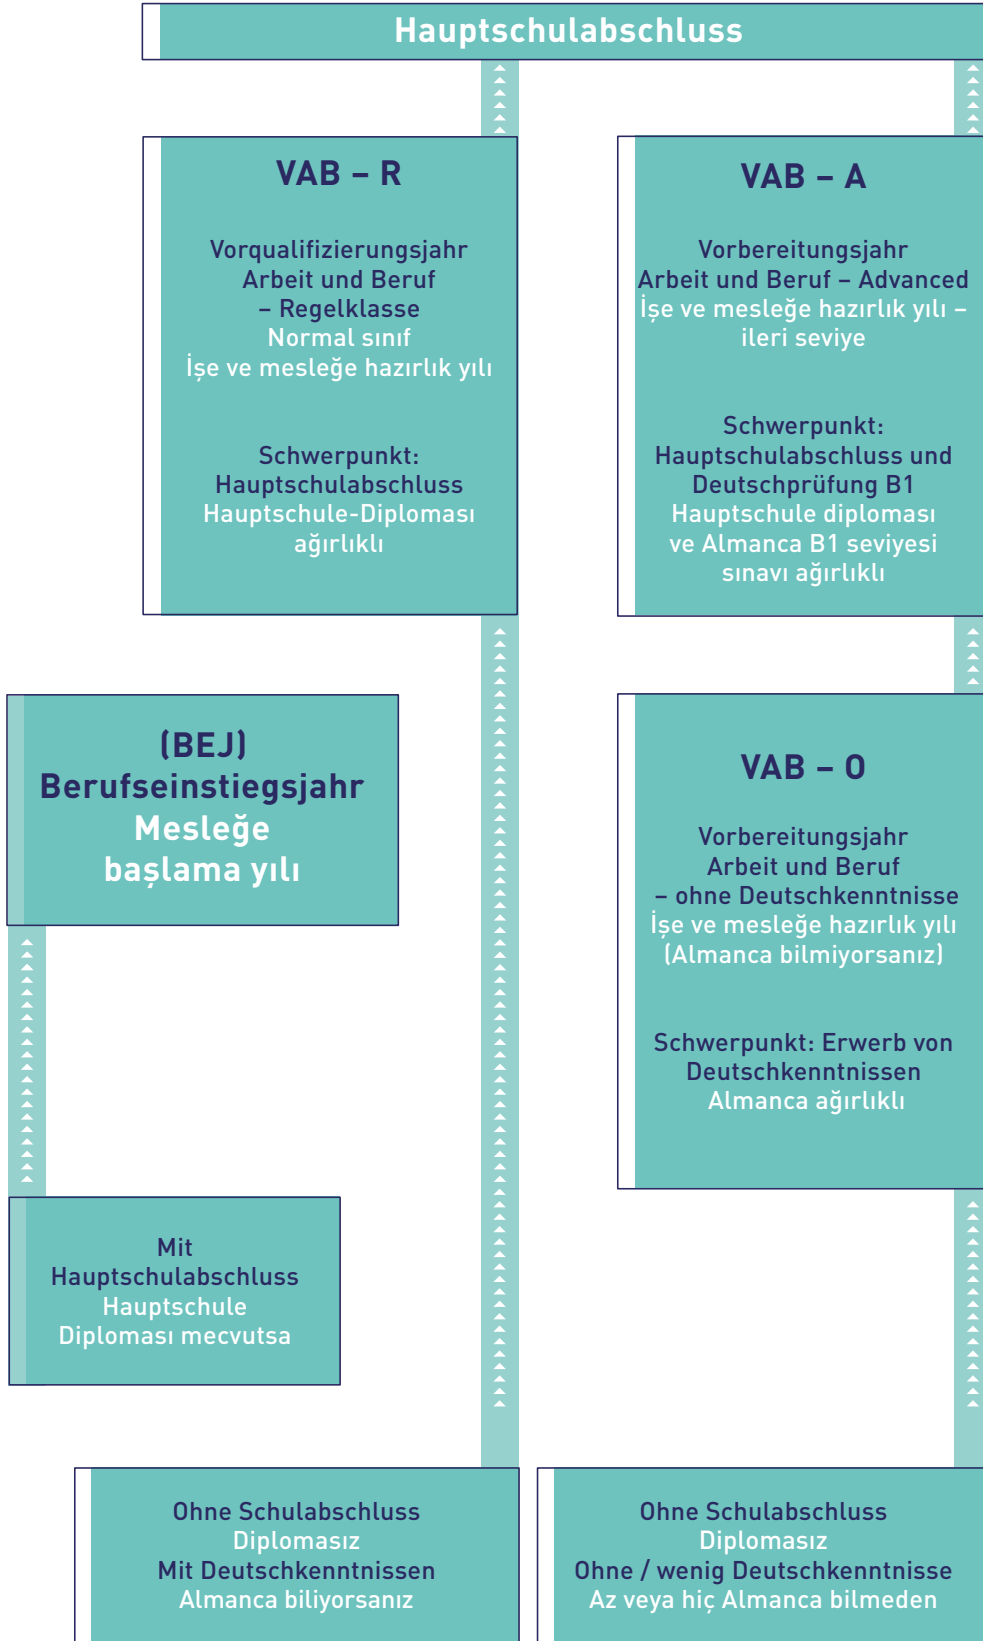 Hauptschulabschluss
VAB – R
Vorqualifizierungsjahr
Arbeit und Beruf
– Regelklasse
Normal sınıf
İşe ve mesleğe hazırlık yılı
Schwerpunkt:
Hauptschulabschluss
Hauptschule-Diploması
ağırlıklı
VAB – A
Vorbereitungsjahr
Arbeit und Beruf – Advanced
İşe ve mesleğe hazırlık yılı –
ileri seviye
Schwerpunkt:
Hauptschulabschluss und
Deutschprüfung B1
Hauptschule diploması
ve Almanca B1 seviyesi
sınavı ağırlıklı
(BEJ)
Berufseinstiegsjahr
Mesleğe
başlama yılı
VAB – O
Vorbereitungsjahr
Arbeit und Beruf
– ohne Deutschkenntnisse
İşe ve mesleğe hazırlık yılı
(Almanca bilmiyorsanız)
Schwerpunkt: Erwerb von
Deutschkenntnissen
Almanca ağırlıklı
Mit
Hauptschulabschluss
Hauptschule
Diploması mecvutsa
Ohne Schulabschluss
Diplomasız
Mit Deutschkenntnissen
Almanca biliyorsanız
Ohne Schulabschluss
Diplomasız
Ohne / wenig Deutschkenntnisse
Az veya hiç Almanca bilmeden